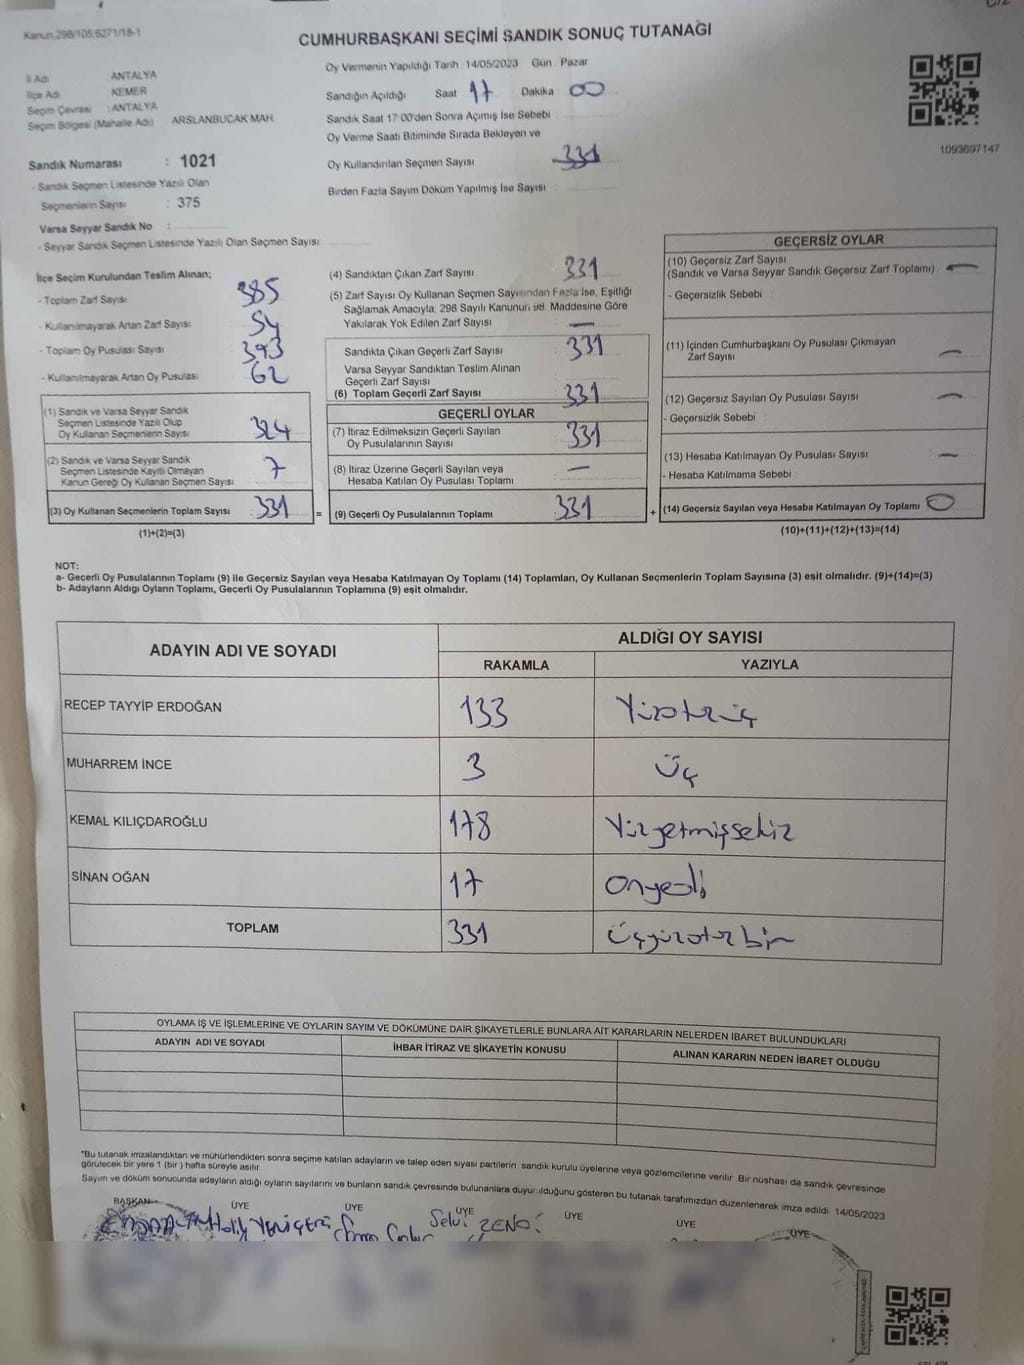 Kanun,298/105,6271/18-1
CUMHURBAŞKANI SEÇİMİ SANDIK SONUÇ TUTANAĞI
İl Adı : ANTALYA
İlçe Adı : KEMER
Seçim Çevresi : ANTALYA
Seçim Bölgesi (Mahalle Adı) ARSLANBUCAK MAH.
Sandık Numarası : 1021
- Sandık Seçmen Listesinde Yazılı Olan
Seçmenlerin Sayısı : 375
Varsa Seyyar Sandık No :
- Seyyar Sandık Seçmen Listesinde Yazılı Olan Seçmen Sayısı
Oy Vermenin Yapıldığı Tarih : 14/05/2023 Gün : Pazar
Sandığın Açıldığı Saat 17 Dakika 00
Sandık Saat 17.00'den Sonra Açılmış İse Sebebi
Oy Verme Saati Bitiminde Sırada Bekleyen ve
Oy Kullandırılan Seçmen Sayısı 331
Birden Fazla Sayım Döküm Yapılmış İse Sayısı
1093697147
İlçe Seçim Kurulundan Teslim Alınan;
- Toplam Zarf Sayısı 385
- Kullanılmayarak Artan Zarf Sayısı 54
- Toplam Oy Pusulası Sayısı 393
- Kullanılmayarak Artan Oy Pusulası 62
(1) Sandık ve Varsa Seyyar Sandık
Seçmen Listesinde Yazılı Olup
Oy Kullanan Seçmenlerin Sayısı 324
(2) Sandık ve Varsa Seyyar Sandık
Seçmen Listesinde Kayıtlı Olmayan
Kanun Gereği Oy Kullanan Seçmen Sayısı 7
(3) Oy Kullanan Seçmenlerin Toplam Sayısı 331 =
(1)+(2)=(3)
(4) Sandıktan Çıkan Zarf Sayısı 331
(5) Zarf Sayısı Oy Kullanan Seçmen Sayısından Fazla İse, Eşitliği
Sağlamak Amacıyla, 298 Sayılı Kanunun 98. Maddesine Göre
Yakılarak Yok Edilen Zarf Sayısı —
Sandıkta Çıkan Geçerli Zarf Sayısı 331
Varsa Seyyar Sandıktan Teslim Alınan
Geçerli Zarf Sayısı
(6) Toplam Geçerli Zarf Sayısı 331
GEÇERLİ OYLAR
(7) İtiraz Edilmeksizin Geçerli Sayılan
Oy Pusulalarının Sayısı 331
(8) İtiraz Üzerine Geçerli Sayılan veya
Hesaba Katılan Oy Pusulası Toplamı —
(9) Geçerli Oy Pusulalarının Toplamı 331 +
GEÇERSİZ OYLAR
(10) Geçersiz Zarf Sayısı
(Sandık ve Varsa Seyyar Sandık Geçersiz Zarf Toplamı) —
- Geçersizlik Sebebi :
(11) İçinden Cumhurbaşkanı Oy Pusulası Çıkmayan
Zarf Sayısı —
(12) Geçersiz Sayılan Oy Pusulası Sayısı —
- Geçersizlik Sebebi :
(13) Hesaba Katılmayan Oy Pusulası Sayısı —
- Hesaba Katılmama Sebebi :
(14) Geçersiz Sayılan veya Hesaba Katılmayan Oy Toplamı 0
(10)+(11)+(12)+(13)=(14)
NOT:
a- Gecerli Oy Pusulalarının Toplamı (9) ile Geçersiz Sayılan veya Hesaba Katılmayan Oy Toplamı (14) Toplamları, Oy Kullanan Seçmenlerin Toplam Sayısına (3) eşit olmalıdır. (9)+(14)=(3)
b- Adayların Aldığı Oyların Toplamı, Gecerli Oy Pusulalarının Toplamına (9) eşit olmalıdır.
ADAYIN ADI VE SOYADI ALDIĞI OY SAYISI
RAKAMLA YAZIYLA
RECEP TAYYİP ERDOĞAN 133 Yüzotzüç
MUHARREM İNCE 3 Üç
KEMAL KILIÇDAROĞLU 178 Yüzyetmişsekiz
SİNAN OĞAN 17 Onyedi
TOPLAM 331 Üçyüzotuzbir
OYLAMA İŞ VE İŞLEMLERİNE VE OYLARIN SAYIM VE DÖKÜMÜNE DAİR ŞİKAYETLERLE BUNLARA AİT KARARLARIN NELERDEN İBARET BULUNDUKLARI
ADAYIN ADI VE SOYADI İHBAR İTİRAZ VE ŞİKAYETİN KONUSU ALINAN KARARIN NEDEN İBARET OLDUĞU
*Bu tutanak imzalandıktan ve mühürlendikten sonra seçime katılan adayların ve talep eden siyasi partilerin sandık kurulu üyelerine veya gözlemcilerine verilir. Bir nüshası da sandık çevresinde
görülecek bir yere 1 (bir ) hafta süreyle asılır.
Sayım ve döküm sonucunda adayların aldığı oyların sayılarını ve bunların sandık çevresinde bulunanlara duyurulduğunu gösteren bu tutanak tarafımızdan düzenlenerek imza edildi. 14/05/2023
BAŞKAN ÜYE ÜYE ÜYE ÜYE ÜYE ÜYE